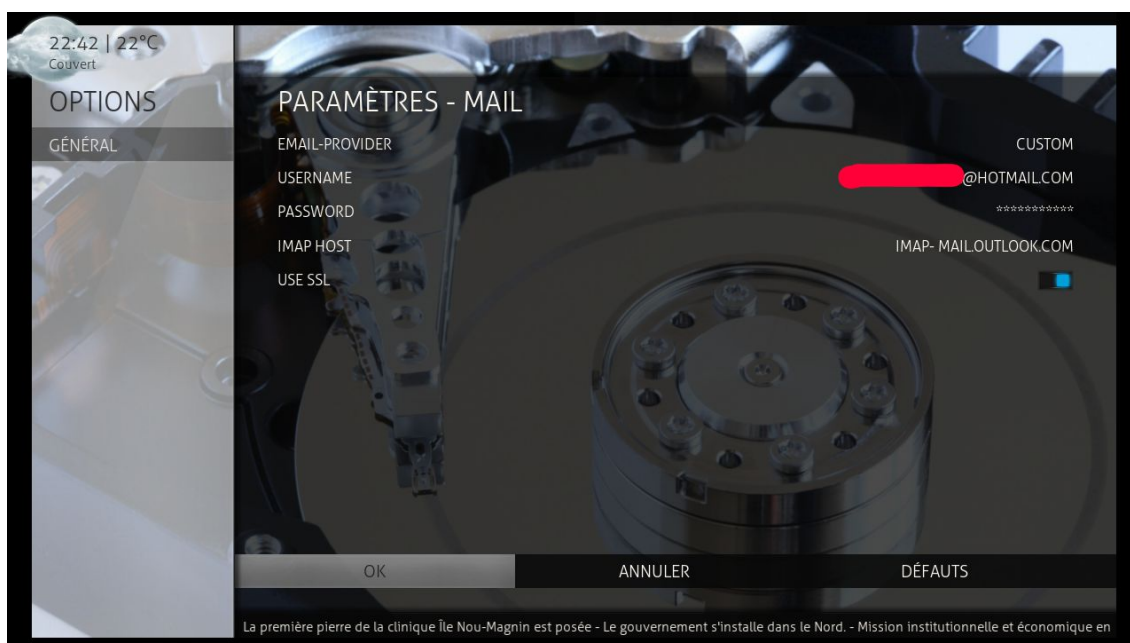 22:42 | 22°C
Couvert
OPTIONS
GÉNÉRAL
PARAMÈTRES - MAIL
EMAIL-PROVIDER CUSTOM
USERNAME @HOTMAIL.COM
PASSWORD ***********
IMAP HOST IMAP- MAIL.OUTLOOK.COM
USE SSL
OK ANNULER DÉFAUTS
La première pierre de la clinique Île Nou-Magnin est posée - Le gouvernement s'installe dans le Nord. - Mission institutionnelle et économique en